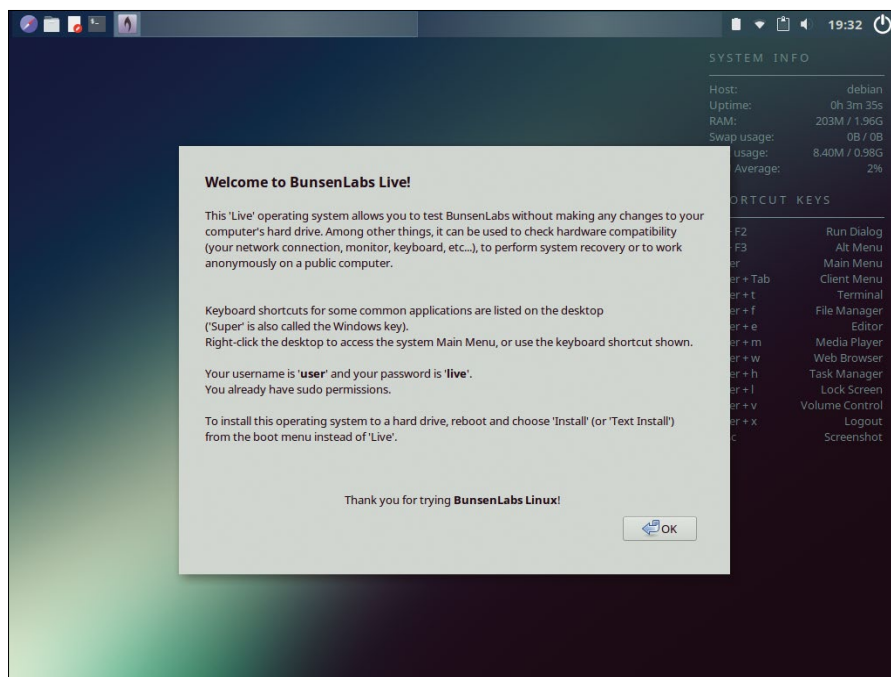 19:32
SYSTEM INFO
Host: debian
Uptime: 0h 3m 35s
RAM: 203M / 1.96G
Swap usage: 0B / 0B
usage: 8.40M / 0.98G
Average: 2%
Welcome to BunsenLabs Live!
This 'Live' operating system allows you to test BunsenLabs without making any changes to your
computer's hard drive. Among other things, it can be used to check hardware compatibility
(your network connection, monitor, keyboard, etc...), to perform system recovery or to work
anonymously on a public computer.
Keyboard shortcuts for some common applications are listed on the desktop
('Super' is also called the Windows key).
Right-click the desktop to access the system Main Menu, or use the keyboard shortcut shown.
Your username is 'user' and your password is 'live'.
You already have sudo permissions.
To install this operating system to a hard drive, reboot and choose 'Install' (or 'Text Install')
from the boot menu instead of 'Live'.
Thank you for trying BunsenLabs Linux!
OK
ORTCUT KEYS
F2 Run Dialog
F3 Alt Menu
er Main Menu
er + Tab Client Menu
er + t Terminal
er + f File Manager
er + e Editor
er + m Media Player
er + w Web Browser
er + h Task Manager
er + l Lock Screen
er + v Volume Control
er + x Logout
c Screenshot